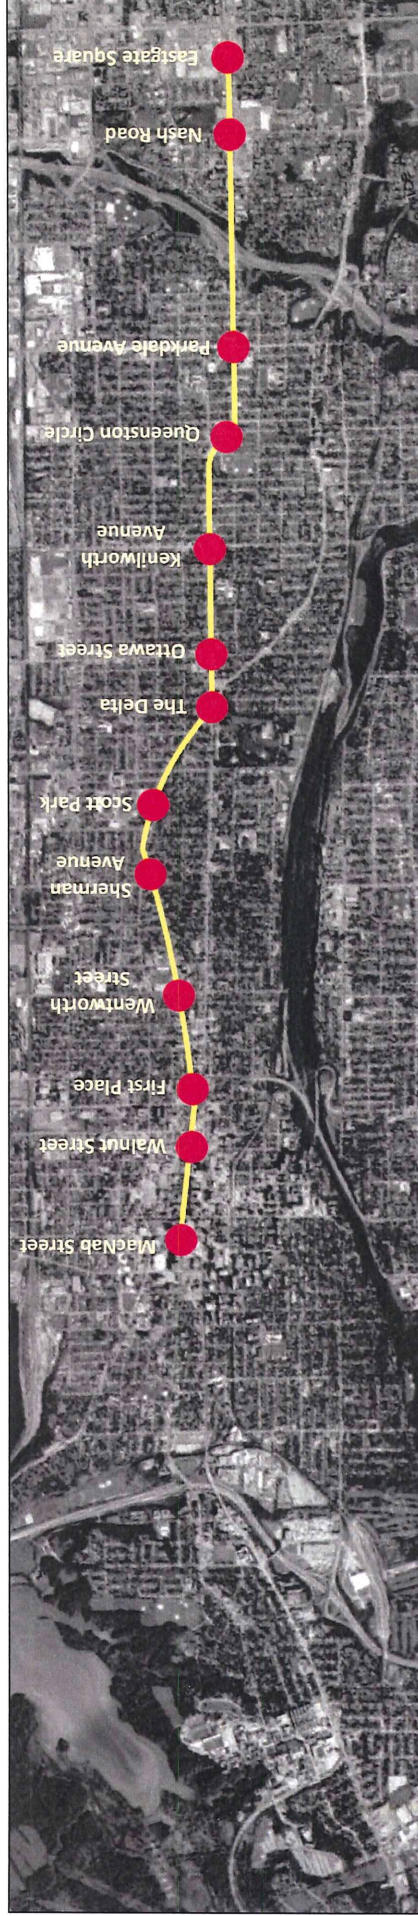 MacNab Street
Walnut Street
First Place
Wentworth
Street
Sherman
Avenue
Scott Park
The Delta
Ottawa Street
Kenilworth
Avenue
Queenston Circle
Parkdale Avenue
Nash Road
Eastgate Square